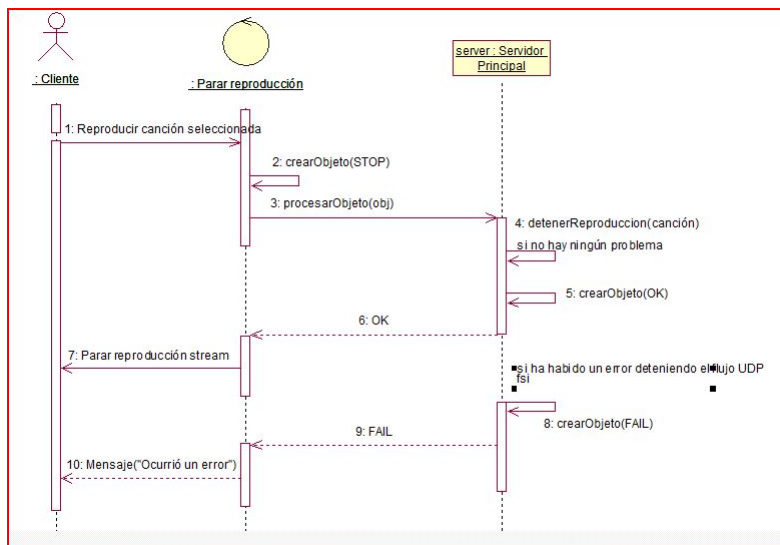 : Cliente
: Parar reproducción
server : Servidor
Principal
1: Reproducir canción seleccionada
2: crearObjeto(STOP)
3: procesarObjeto(obj)
4: detenerReproduccion(canción)
si no hay ningún problema
5: crearObjeto(OK)
6: OK
7: Parar reproducción stream
si ha habido un error deteniendo el flujo UDP
fsi
8: crearObjeto(FAIL)
9: FAIL
10: Mensaje("Ocurrió un error")